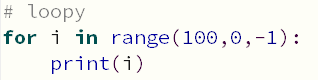 # loopy
for i in range(100,0,-1):
    print(i)